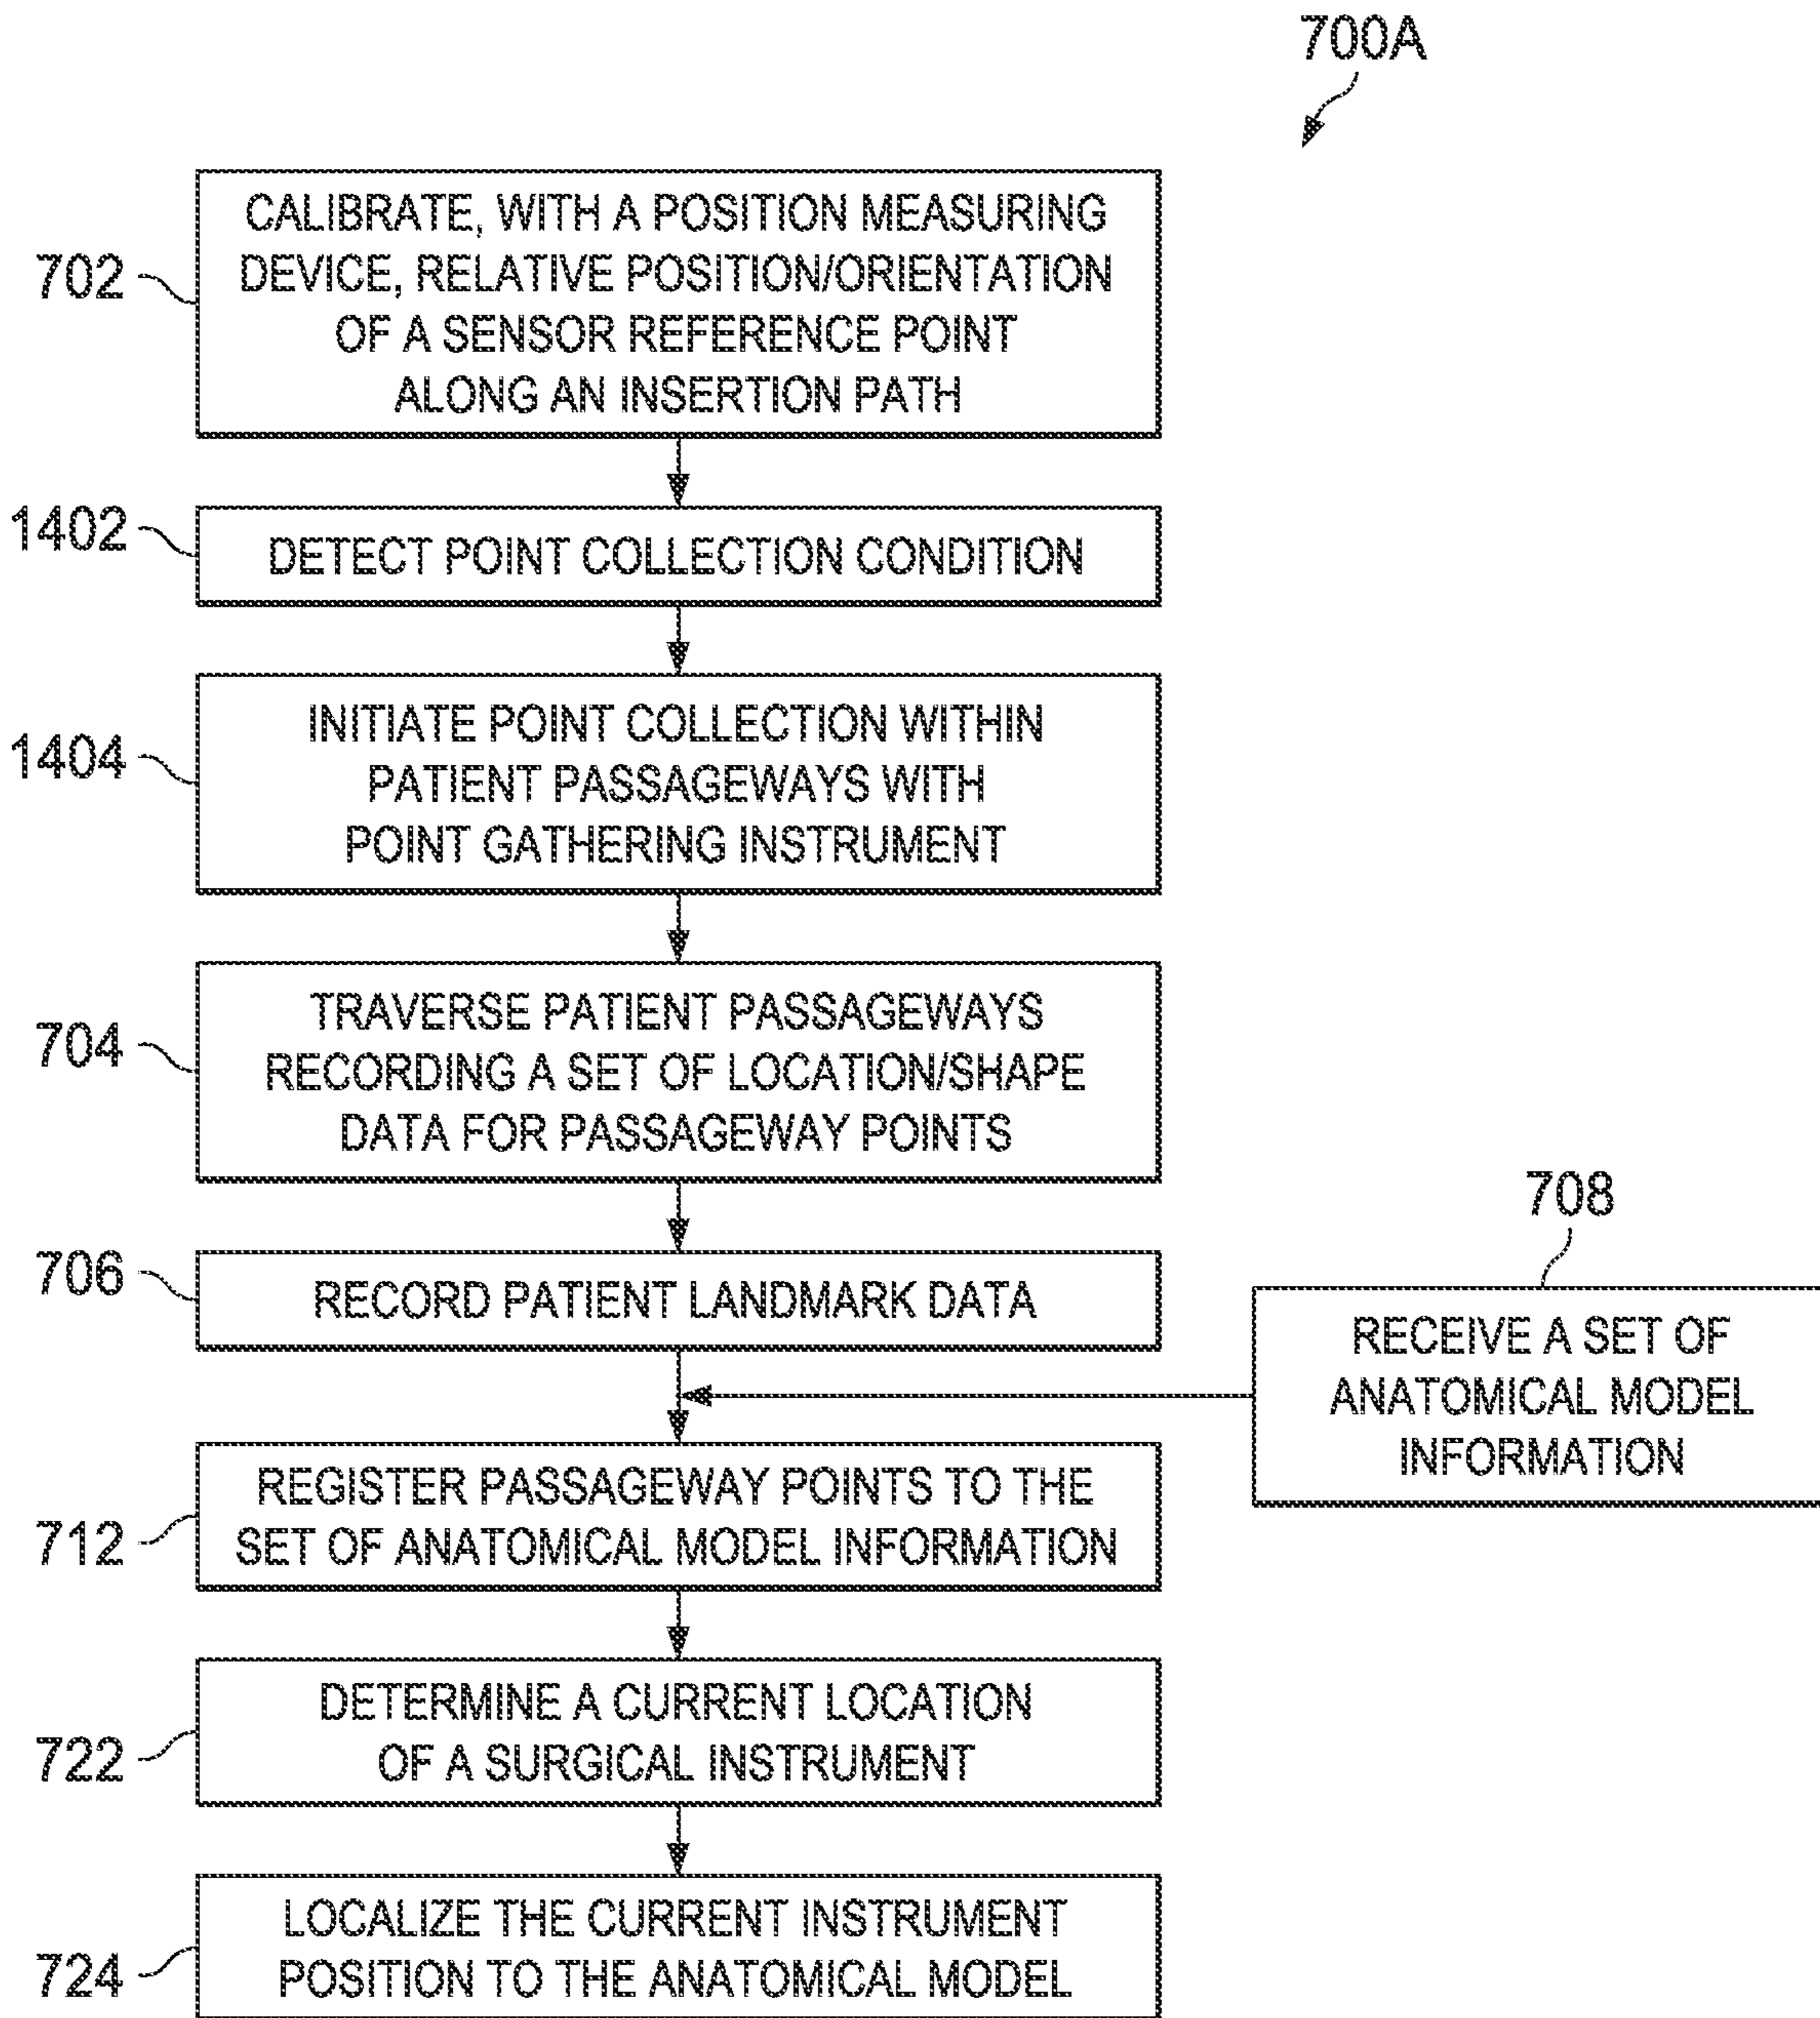 700A
702
CALIBRATE, WITH A POSITION MEASURING
DEVICE, RELATIVE POSITION/ORIENTATION
OF A SENSOR REFERENCE POINT
ALONG AN INSERTION PATH
1402
DETECT POINT COLLECTION CONDITION
1404
INITIATE POINT COLLECTION WITHIN
PATIENT PASSAGEWAYS WITH
POINT GATHERING INSTRUMENT
704
TRAVERSE PATIENT PASSAGEWAYS
RECORDING A SET OF LOCATION/SHAPE
DATA FOR PASSAGEWAY POINTS
706
RECORD PATIENT LANDMARK DATA
708
RECEIVE A SET OF
ANATOMICAL MODEL
INFORMATION
712
REGISTER PASSAGEWAY POINTS TO THE
SET OF ANATOMICAL MODEL INFORMATION
722
DETERMINE A CURRENT LOCATION
OF A SURGICAL INSTRUMENT
724
LOCALIZE THE CURRENT INSTRUMENT
POSITION TO THE ANATOMICAL MODEL